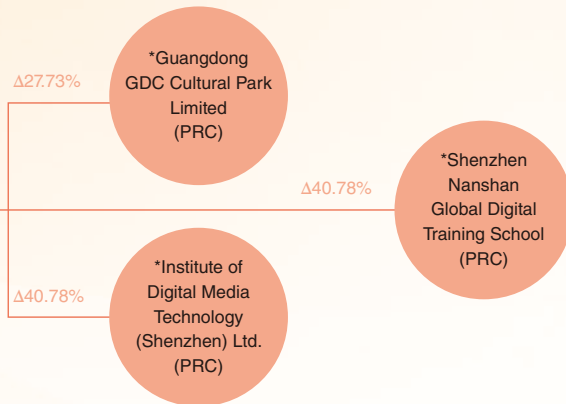 Δ27.73%
*Guangdong
GDC Cultural Park
Limited
(PRC)
Δ40.78%
*Shenzhen
Nanshan
Global Digital
Training School
(PRC)
Δ40.78%
*Institute of
Digital Media
Technology
(Shenzhen) Ltd.
(PRC)